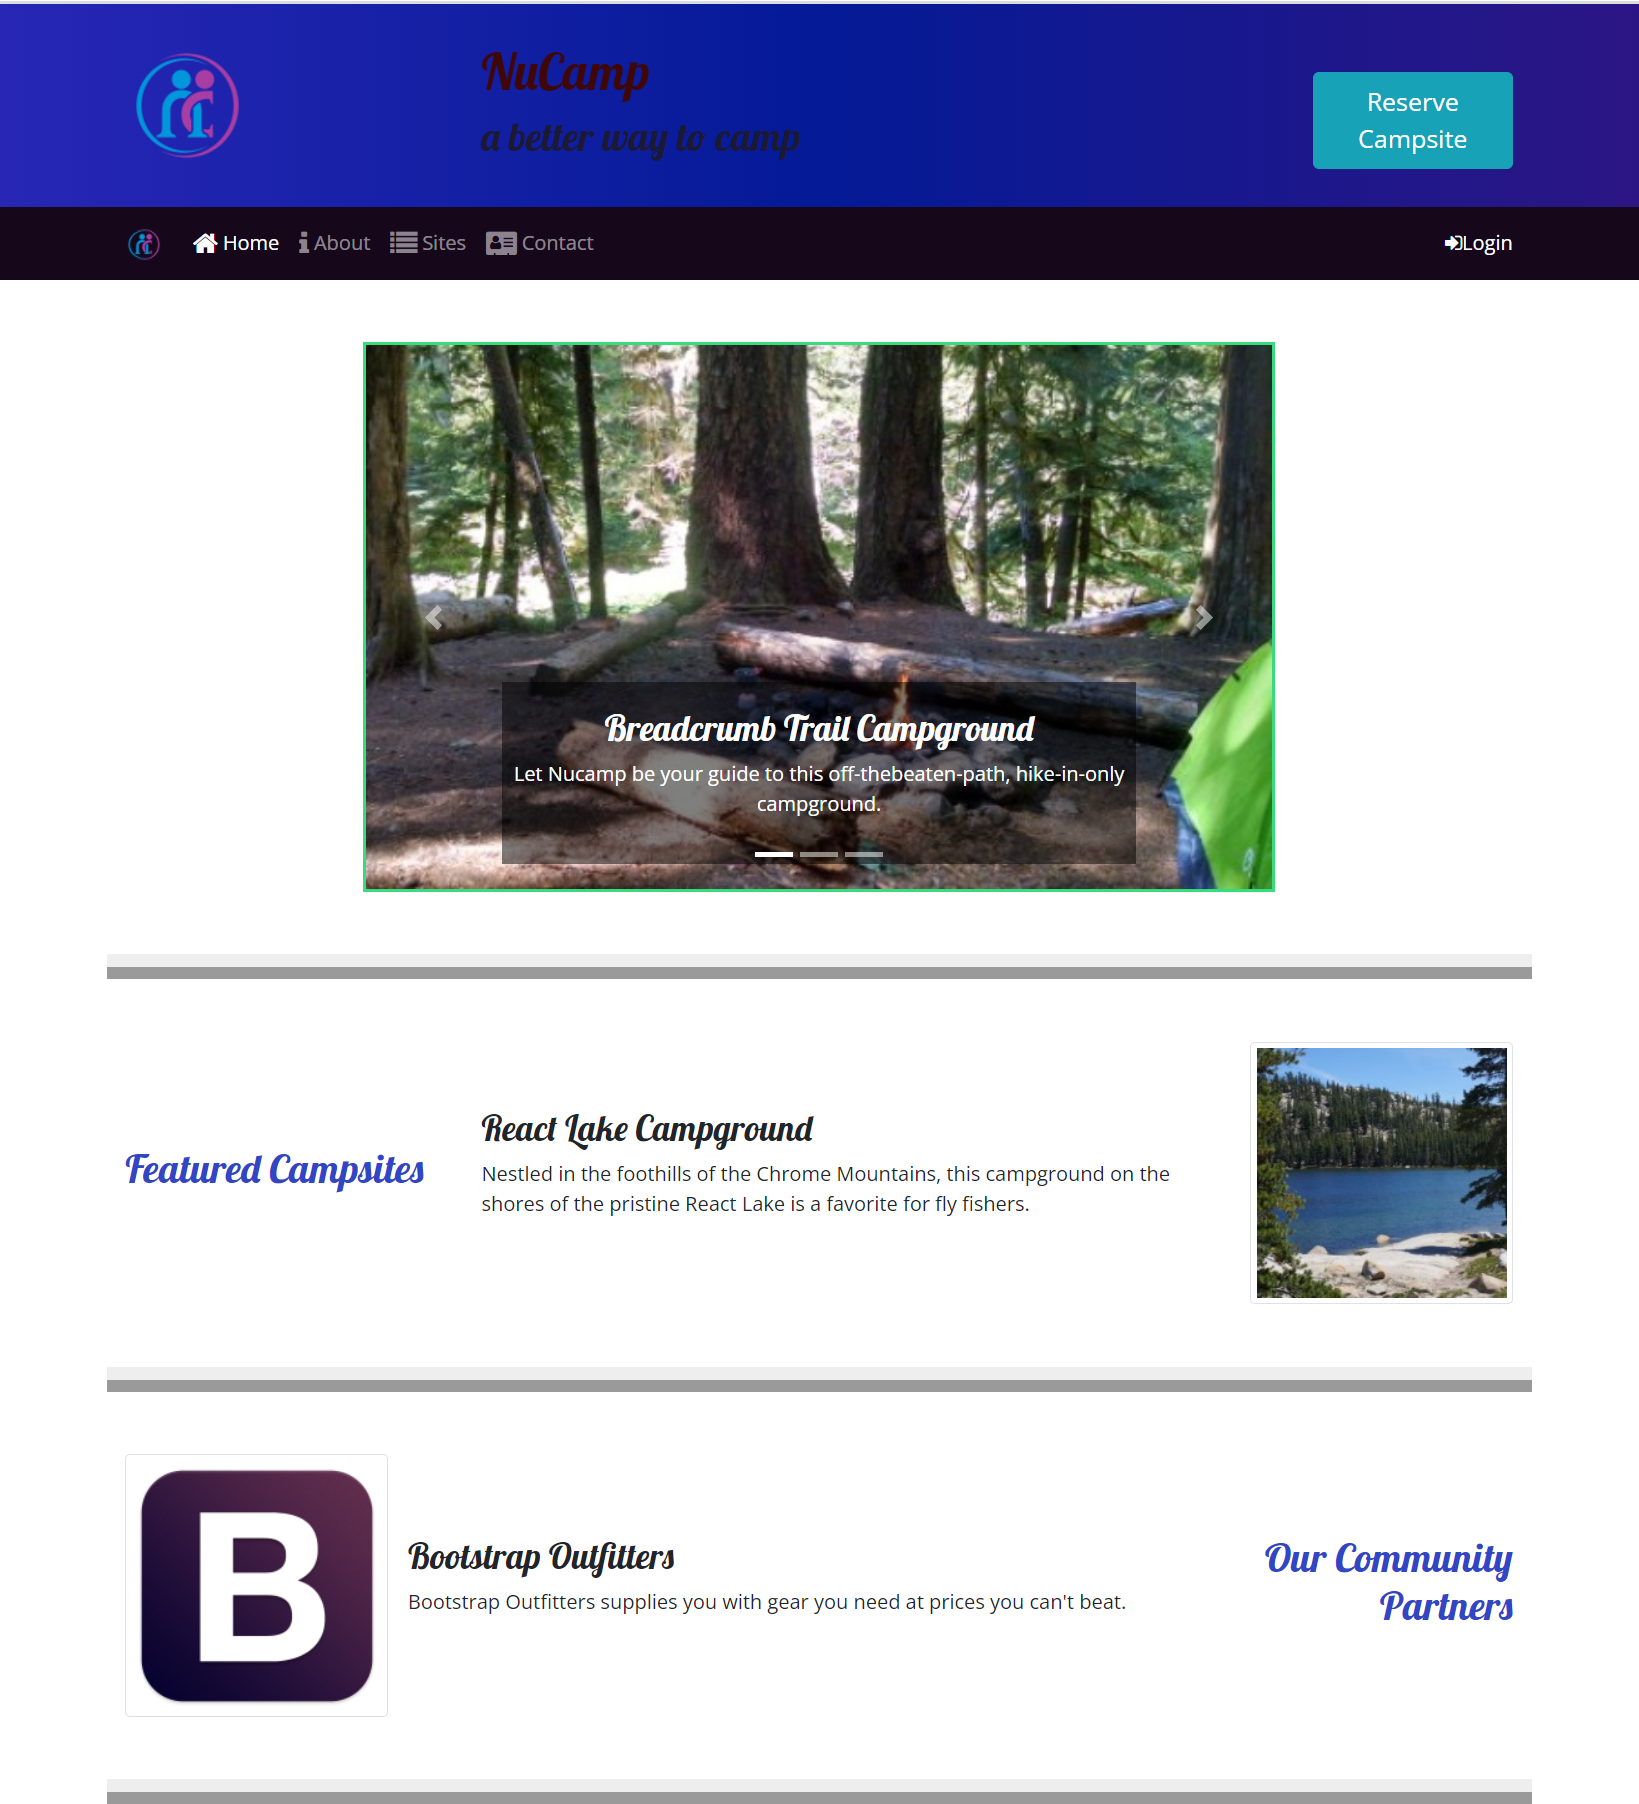 NuCamp
a better way to camp
Reserve
Campsite
Home About Sites Contact Login
Breadcrumb Trail Campground
Let Nucamp be your guide to this off-thebeaten-path, hike-in-only
campground.
Featured Campsites
React Lake Campground
Nestled in the foothills of the Chrome Mountains, this campground on the
shores of the pristine React Lake is a favorite for fly fishers.
B
Bootstrap Outfitters
Bootstrap Outfitters supplies you with gear you need at prices you can't beat.
Our Community
Partners